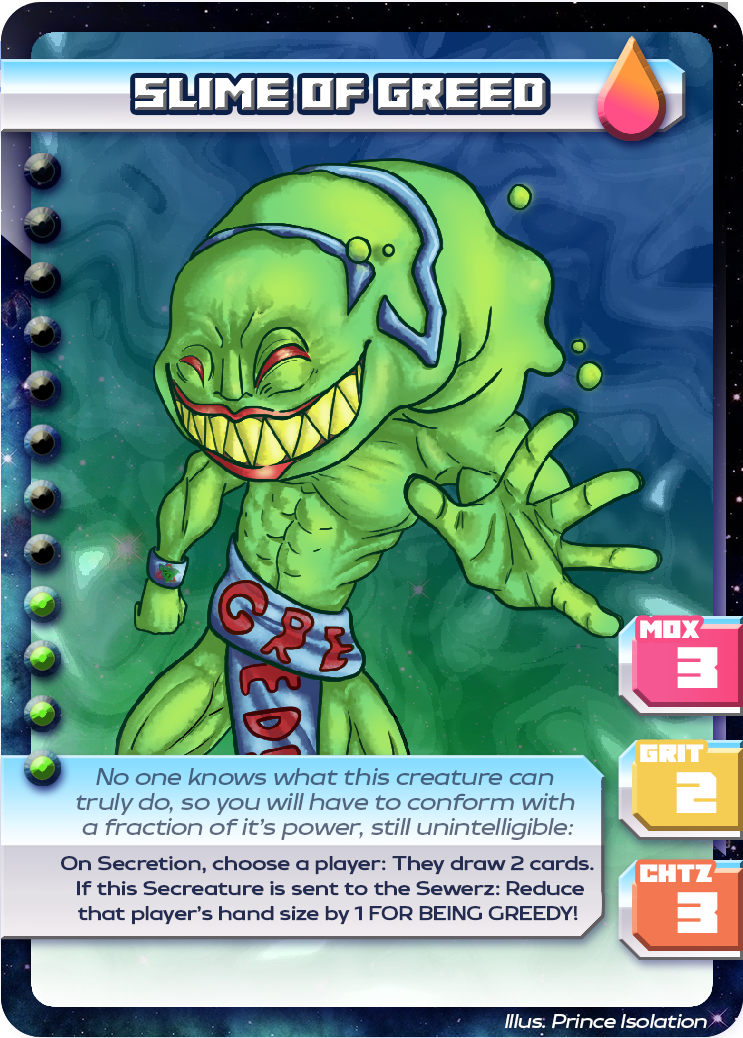 SLIME OF GREED
MOX
3
GRIT
2
CHTZ
3
GRE
EDI
No one knows what this creature can
truly do, so you will have to conform with
a fraction of it's power, still unintelligible:
On Secretion, choose a player: They draw 2 cards.
If this Secreature is sent to the Sewerz: Reduce
that player's hand size by 1 FOR BEING GREEDY!
Illus. Prince Isolation